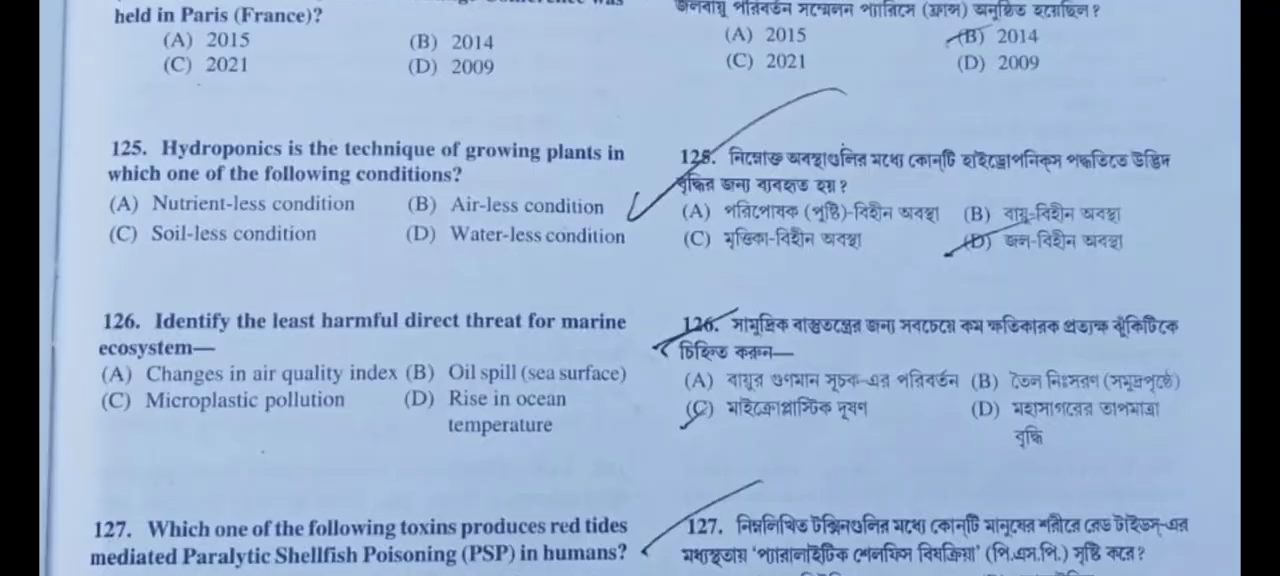 held in Paris (France)?
(A) 2015 (B) 2014
(C) 2021 (D) 2009
জলবায়ু পরিবর্তন সম্মেলন প্যারিসে (ফ্রান্স) অনুষ্ঠিত হয়েছিল ?
(A) 2015 (B) 2014
(C) 2021 (D) 2009
125. Hydroponics is the technique of growing plants in
which one of the following conditions?
(A) Nutrient-less condition (B) Air-less condition
(C) Soil-less condition (D) Water-less condition
125. নিম্নোক্ত অবস্থাগুলির মধ্যে কোন্‌টি হাইড্রোপনিক্‌স পদ্ধতিতে উদ্ভিদ
বৃদ্ধির জন্য ব্যবহৃত হয় ?
(A) পরিপোষক (পুষ্টি)-বিহীন অবস্থা (B) বায়ু-বিহীন অবস্থা
(C) মৃত্তিকা-বিহীন অবস্থা (D) জল-বিহীন অবস্থা
126. Identify the least harmful direct threat for marine
ecosystem—
(A) Changes in air quality index (B) Oil spill (sea surface)
(C) Microplastic pollution (D) Rise in ocean
temperature
126. সামুদ্রিক বাস্তুতন্ত্রের জন্য সবচেয়ে কম ক্ষতিকারক প্রত্যক্ষ ঝুঁকিটিকে
চিহ্নিত করুন—
(A) বায়ুর গুণমান সূচক-এর পরিবর্তন (B) তৈল নিঃসরণ (সমুদ্রপৃষ্ঠে)
(C) মাইক্রোপ্লাস্টিক দূষণ (D) মহাসাগরের তাপমাত্রা
বৃদ্ধি
127. Which one of the following toxins produces red tides
mediated Paralytic Shellfish Poisoning (PSP) in humans?
127. নিম্নলিখিত টক্সিনগুলির মধ্যে কোন্‌টি মানুষের শরীরে রেড টাইডস্‌-এর
মধ্যস্থতায় ‘প্যারালাইটিক শেলফিস বিষক্রিয়া’ (পি.এস.পি.) সৃষ্টি করে ?